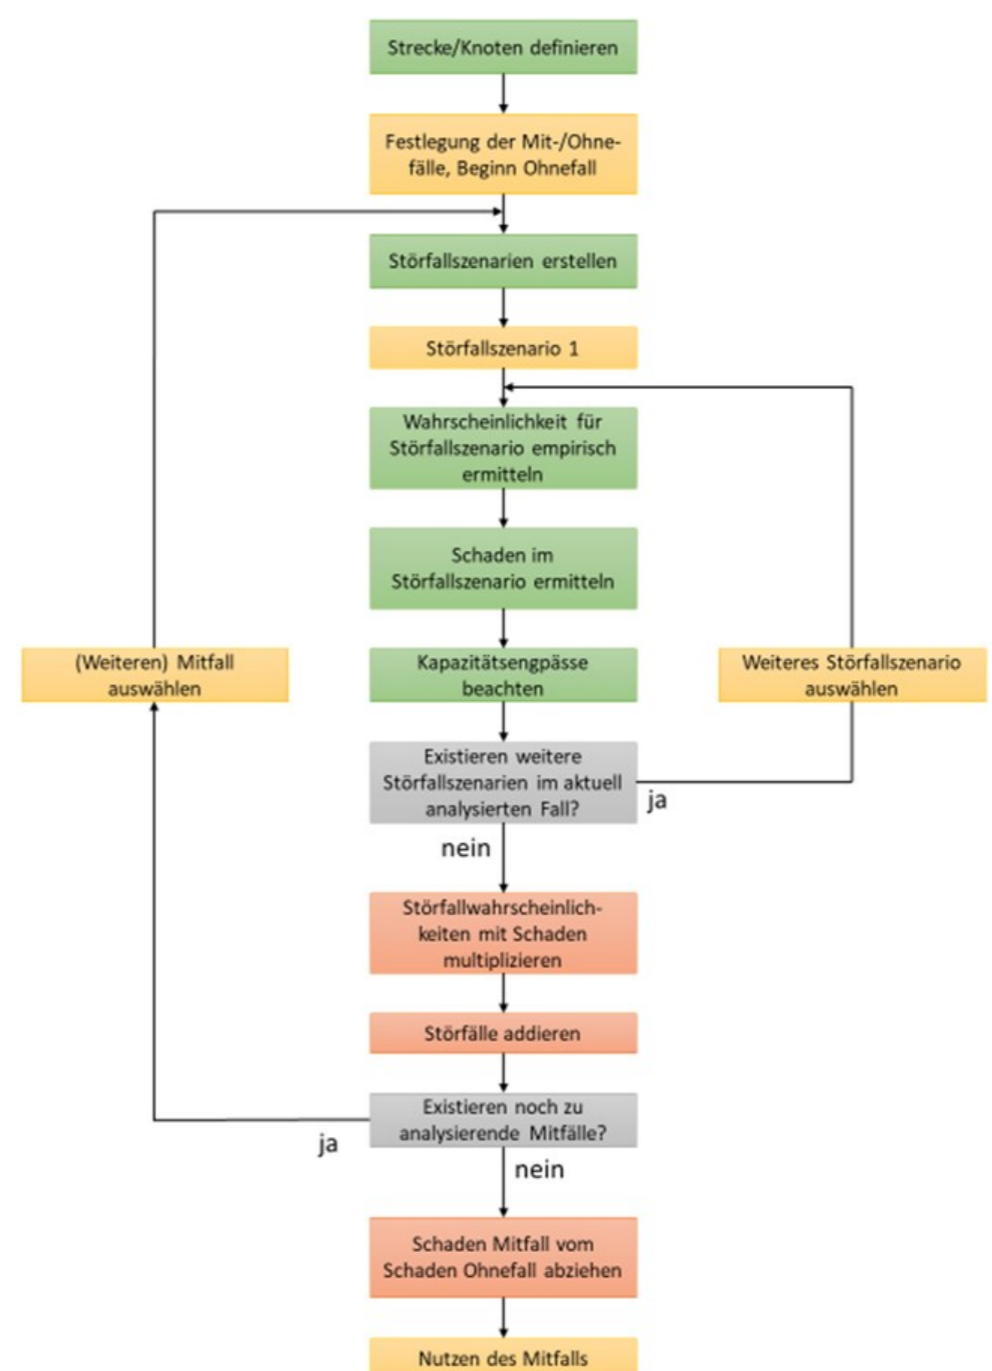 Strecke/Knoten definieren
Festlegung der Mit-/Ohne-
fälle, Beginn Ohnefall
Störfallszenarien erstellen
Störfallszenario 1
Wahrscheinlichkeit für
Störfallszenario empirisch
ermitteln
Schaden im
Störfallszenario ermitteln
(Weiteren) Mitfall
auswählen
Kapazitätsengpässe
beachten
Weiteres Störfallszenario
auswählen
Existieren weitere
Störfallszenarien im aktuell
analysierten Fall?
ja
nein
Störfallwahrscheinlich-
keiten mit Schaden
multiplizieren
Störfälle addieren
Existieren noch zu
analysierende Mitfälle?
ja
nein
Schaden Mitfall vom
Schaden Ohnefall abziehen
Nutzen des Mitfalls